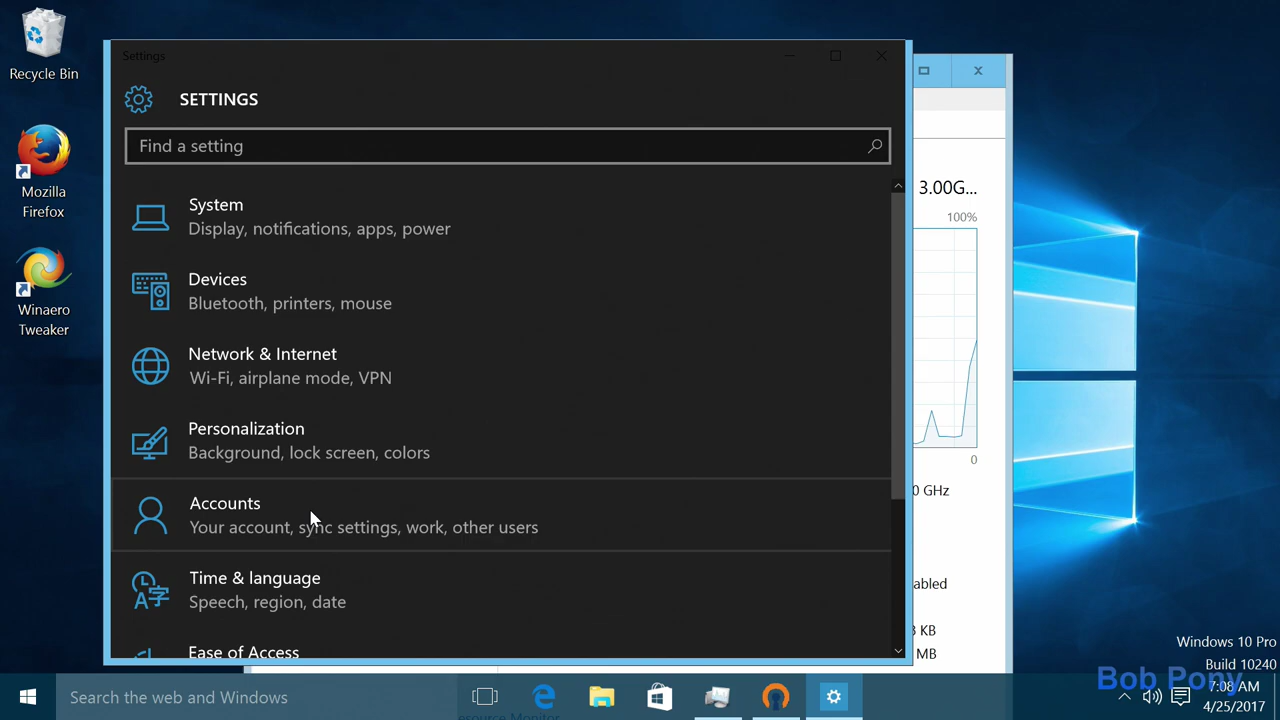 Recycle Bin
Mozilla
Firefox
Winaero
Tweaker
Settings
SETTINGS
Find a setting
System
Display, notifications, apps, power
Devices
Bluetooth, printers, mouse
Network & Internet
Wi-Fi, airplane mode, VPN
Personalization
Background, lock screen, colors
Accounts
Your account, sync settings, work, other users
Time & language
Speech, region, date
Ease of Access
3.00G...
100%
0
0 GHz
abled
KB
MB
Windows 10 Pro
Build 10240
Bob Pony
Search the web and Windows
esource Monitor
7:08 AM
4/25/2017